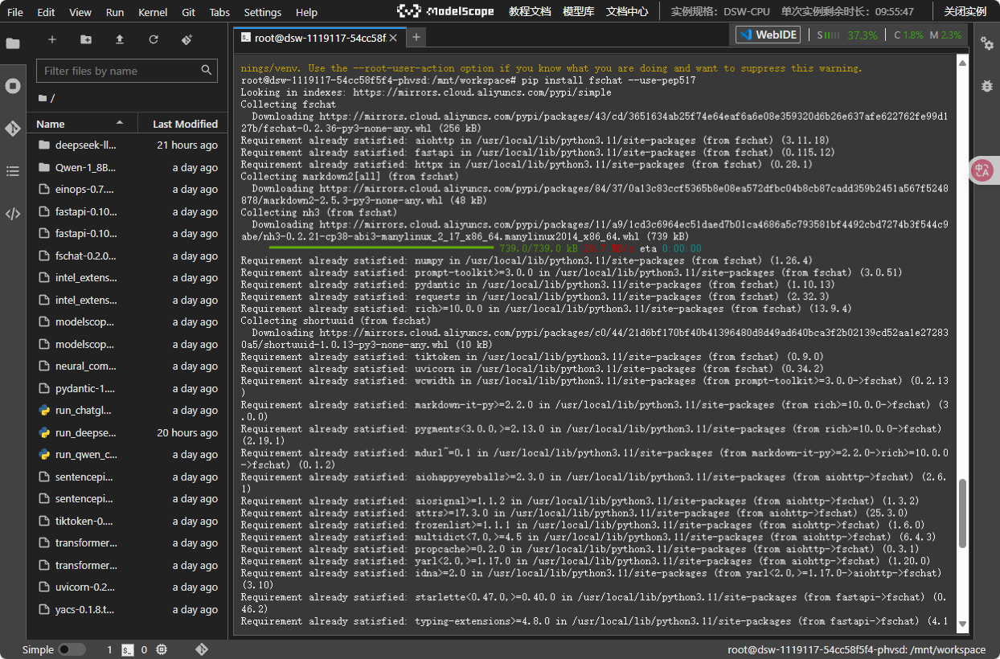 File Edit View Run Kernel Git Tabs Settings Help
ModelScope 教程文档 模型库 文档中心 实例规格：DSW-CPU 单次实例剩余时长：09:55:47 关闭实例
root@dsw-1119117-54cc58f
WebIDE S 37.3% C 1.8% M 2.3%
Filter files by name
/
Name Last Modified
deepseek-ll... 21 hours ago
Qwen-1_8B... a day ago
einops-0.7.... a day ago
fastapi-0.10... a day ago
fastapi-0.10... a day ago
fschat-0.2.0... a day ago
intel_extens... a day ago
intel_extens... a day ago
modelscop... a day ago
modelscop... a day ago
neural_com... a day ago
pydantic-1.... a day ago
run_chatgl... a day ago
run_deepse... 20 hours ago
run_qwen_c... a day ago
sentencepi... a day ago
sentencepi... a day ago
tiktoken-0.... a day ago
transformer... a day ago
transformer... a day ago
uvicorn-0.2... a day ago
yacs-0.1.8.t... a day ago
nings/venv. Use the --root-user-action option if you know what you are doing and want to suppress this warning.
root@dsw-1119117-54cc58f5f4-phvsd:/mnt/workspace# pip install fschat --use-pep517
Looking in indexes: https://mirrors.cloud.aliyuncs.com/pypi/simple
Collecting fschat
Downloading https://mirrors.cloud.aliyuncs.com/pypi/packages/43/cd/3651634ab25f74e64eaf6a6e08e359320d6b26e637afe622762fe99d1
27b/fschat-0.2.36-py3-none-any.whl (256 kB)
Requirement already satisfied: aiohttp in /usr/local/lib/python3.11/site-packages (from fschat) (3.11.18)
Requirement already satisfied: fastapi in /usr/local/lib/python3.11/site-packages (from fschat) (0.115.12)
Requirement already satisfied: httpx in /usr/local/lib/python3.11/site-packages (from fschat) (0.28.1)
Collecting markdown2[all] (from fschat)
Downloading https://mirrors.cloud.aliyuncs.com/pypi/packages/84/37/0a13c83ccf5365b8e08ea572dfbc04b8cb87cadd359b2451a567f5248
878/markdown2-2.5.3-py3-none-any.whl (48 kB)
Collecting nh3 (from fschat)
Downloading https://mirrors.cloud.aliyuncs.com/pypi/packages/11/a9/1cd3c6964ec51daed7b01ca4686a5c793581bf4492cbd7274b3f544c9
abe/nh3-0.2.21-cp38-abi3-manylinux_2_17_x86_64.manylinux2014_x86_64.whl (739 kB)
739.0/739.0 kB eta 0:00:00
Requirement already satisfied: numpy in /usr/local/lib/python3.11/site-packages (from fschat) (1.26.4)
Requirement already satisfied: prompt-toolkit>=3.0.0 in /usr/local/lib/python3.11/site-packages (from fschat) (3.0.51)
Requirement already satisfied: pydantic in /usr/local/lib/python3.11/site-packages (from fschat) (1.10.13)
Requirement already satisfied: requests in /usr/local/lib/python3.11/site-packages (from fschat) (2.32.3)
Requirement already satisfied: rich>=10.0.0 in /usr/local/lib/python3.11/site-packages (from fschat) (13.9.4)
Collecting shortuuid (from fschat)
Downloading https://mirrors.cloud.aliyuncs.com/pypi/packages/c0/44/21d6bf170bf40b41396480d8d49ad640bca3f2b02139cd52aa1e27283
0a5/shortuuid-1.0.13-py3-none-any.whl (10 kB)
Requirement already satisfied: tiktoken in /usr/local/lib/python3.11/site-packages (from fschat) (0.9.0)
Requirement already satisfied: uvicorn in /usr/local/lib/python3.11/site-packages (from fschat) (0.34.2)
Requirement already satisfied: wcwidth in /usr/local/lib/python3.11/site-packages (from prompt-toolkit>=3.0.0->fschat) (0.2.13
)
Requirement already satisfied: markdown-it-py>=2.2.0 in /usr/local/lib/python3.11/site-packages (from rich>=10.0.0->fschat) (3
.0.0)
Requirement already satisfied: pygments<3.0.0,>=2.13.0 in /usr/local/lib/python3.11/site-packages (from rich>=10.0.0->fschat)
(2.19.1)
Requirement already satisfied: mdurl~=0.1 in /usr/local/lib/python3.11/site-packages (from markdown-it-py>=2.2.0->rich>=10.0.0
->fschat) (0.1.2)
Requirement already satisfied: aiohappyeyeballs>=2.3.0 in /usr/local/lib/python3.11/site-packages (from aiohttp->fschat) (2.6.
1)
Requirement already satisfied: aiosignal>=1.1.2 in /usr/local/lib/python3.11/site-packages (from aiohttp->fschat) (1.3.2)
Requirement already satisfied: attrs>=17.3.0 in /usr/local/lib/python3.11/site-packages (from aiohttp->fschat) (25.3.0)
Requirement already satisfied: frozenlist>=1.1.1 in /usr/local/lib/python3.11/site-packages (from aiohttp->fschat) (1.6.0)
Requirement already satisfied: multidict<7.0,>=4.5 in /usr/local/lib/python3.11/site-packages (from aiohttp->fschat) (6.4.3)
Requirement already satisfied: propcache>=0.2.0 in /usr/local/lib/python3.11/site-packages (from aiohttp->fschat) (0.3.1)
Requirement already satisfied: yarl<2.0,>=1.17.0 in /usr/local/lib/python3.11/site-packages (from aiohttp->fschat) (1.20.0)
Requirement already satisfied: idna>=2.0 in /usr/local/lib/python3.11/site-packages (from yarl<2.0,>=1.17.0->aiohttp->fschat)
(3.10)
Requirement already satisfied: starlette<0.47.0,>=0.40.0 in /usr/local/lib/python3.11/site-packages (from fastapi->fschat) (0.
46.2)
Requirement already satisfied: typing-extensions>=4.8.0 in /usr/local/lib/python3.11/site-packages (from fastapi->fschat) (4.1
Simple 1 0 root@dsw-1119117-54cc58f5f4-phvsd: /mnt/workspace